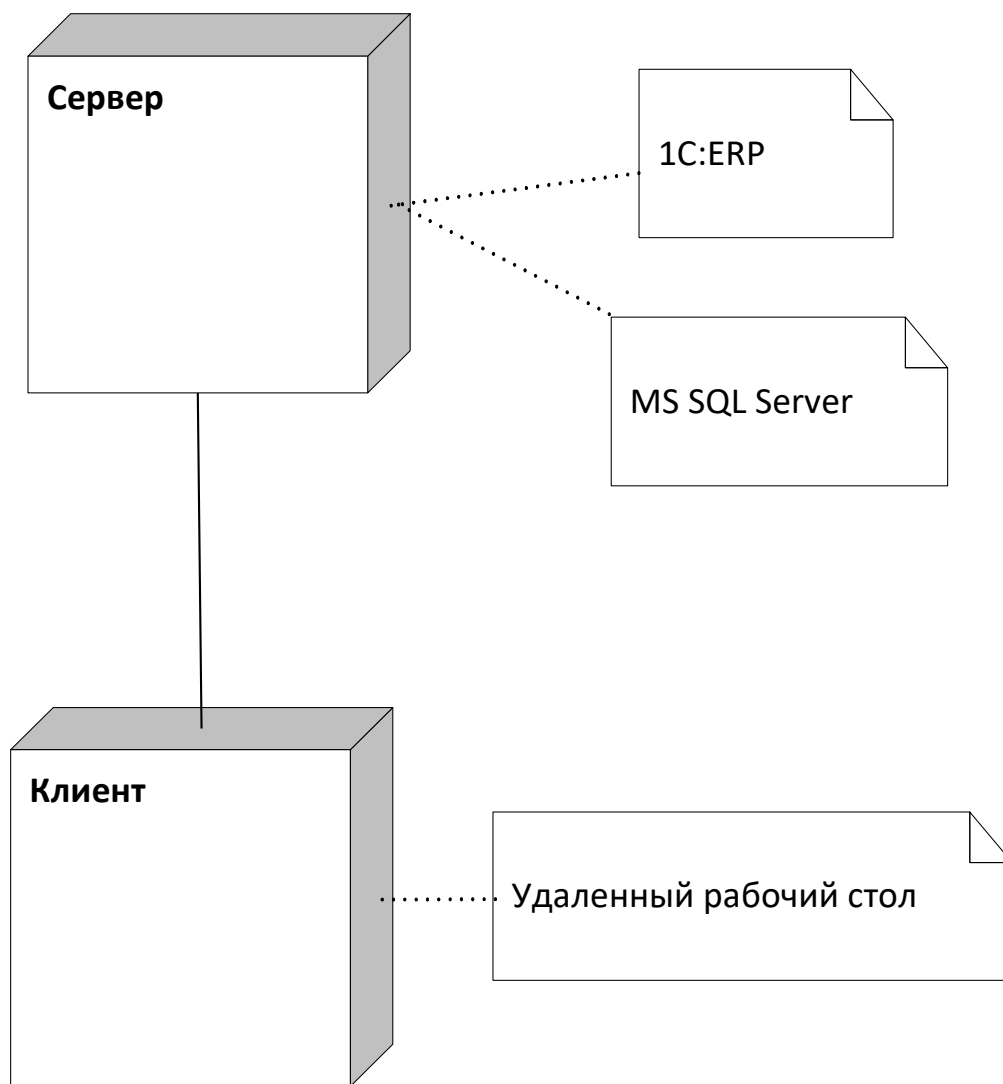 Сервер
1С:ERP
MS SQL Server
Клиент
Удаленный рабочий стол